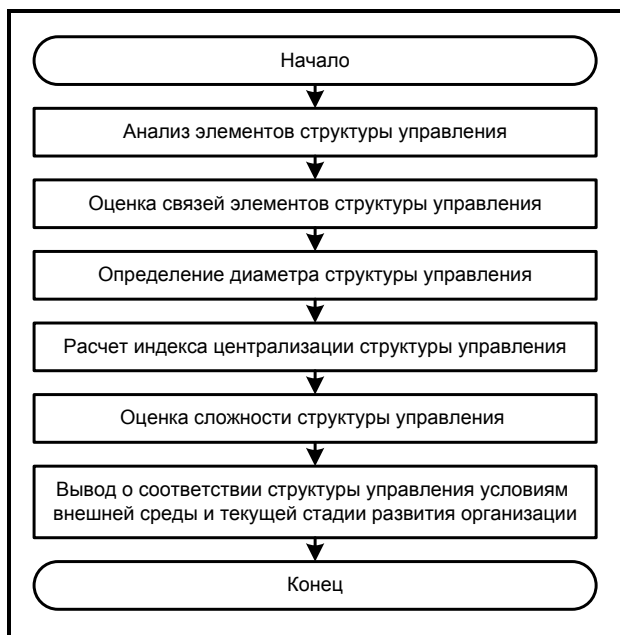 Начало
Анализ элементов структуры управления
Оценка связей элементов структуры управления
Определение диаметра структуры управления
Расчет индекса централизации структуры управления
Оценка сложности структуры управления
Вывод о соответствии структуры управления условиям
внешней среды и текущей стадии развития организации
Конец